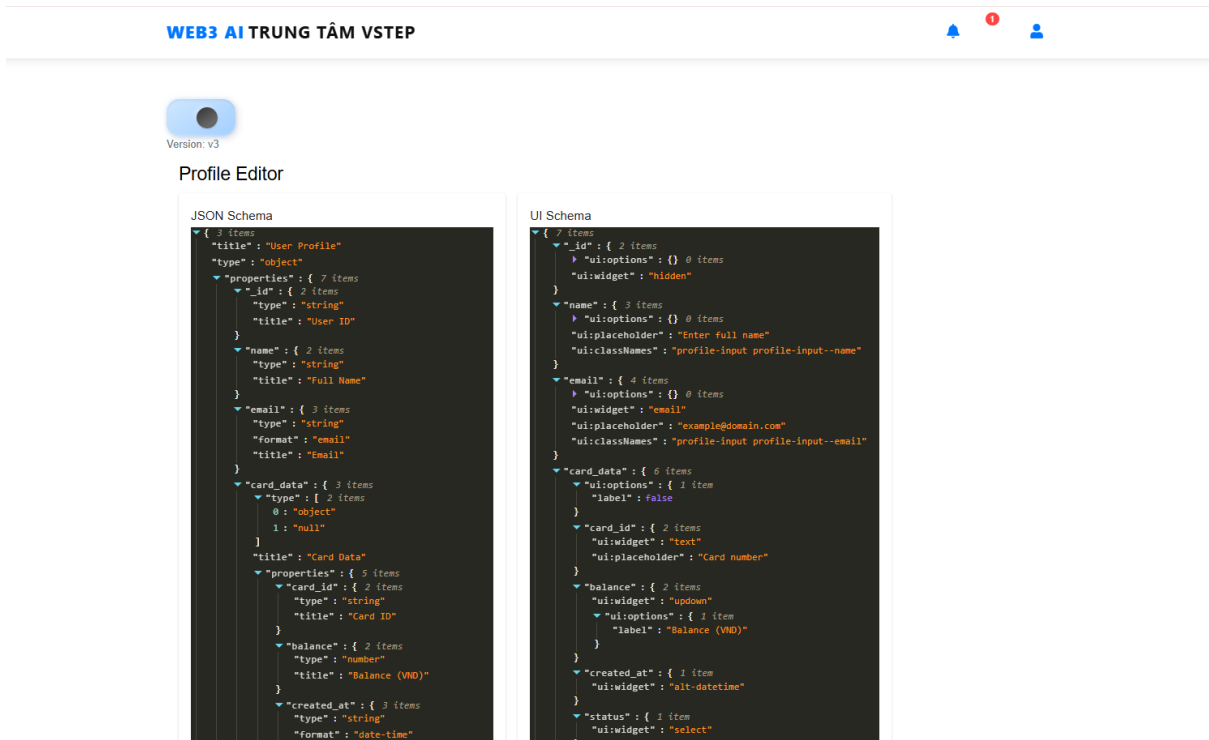 WEB3 AI TRUNG TÂM VSTEP
1
Version: v3
Profile Editor
JSON Schema
{ 3 items
"title" : "User Profile"
"type" : "object"
"properties" : { 7 items
"_id" : { 2 items
"type" : "string"
"title" : "User ID"
}
"name" : { 2 items
"type" : "string"
"title" : "Full Name"
}
"email" : { 3 items
"type" : "string"
"format" : "email"
"title" : "Email"
}
"card_data" : { 3 items
"type" : [ 2 items
0 : "object"
1 : "null"
]
"title" : "Card Data"
"properties" : { 5 items
"card_id" : { 2 items
"type" : "string"
"title" : "Card ID"
}
"balance" : { 2 items
"type" : "number"
"title" : "Balance (VND)"
}
"created_at" : { 3 items
"type" : "string"
"format" : "date-time"
UI Schema
{ 7 items
"_id" : { 2 items
"ui:options" : {} 0 items
"ui:widget" : "hidden"
}
"name" : { 3 items
"ui:options" : {} 0 items
"ui:placeholder" : "Enter full name"
"ui:classNames" : "profile-input profile-input--name"
}
"email" : { 4 items
"ui:options" : {} 0 items
"ui:widget" : "email"
"ui:placeholder" : "example@domain.com"
"ui:classNames" : "profile-input profile-input--email"
}
"card_data" : { 6 items
"ui:options" : { 1 item
"label" : false
}
"card_id" : { 2 items
"ui:widget" : "text"
"ui:placeholder" : "Card number"
}
"balance" : { 2 items
"ui:widget" : "updown"
"ui:options" : { 1 item
"label" : "Balance (VND)"
}
}
"created_at" : { 1 item
"ui:widget" : "alt-datetime"
}
"status" : { 1 item
"ui:widget" : "select"